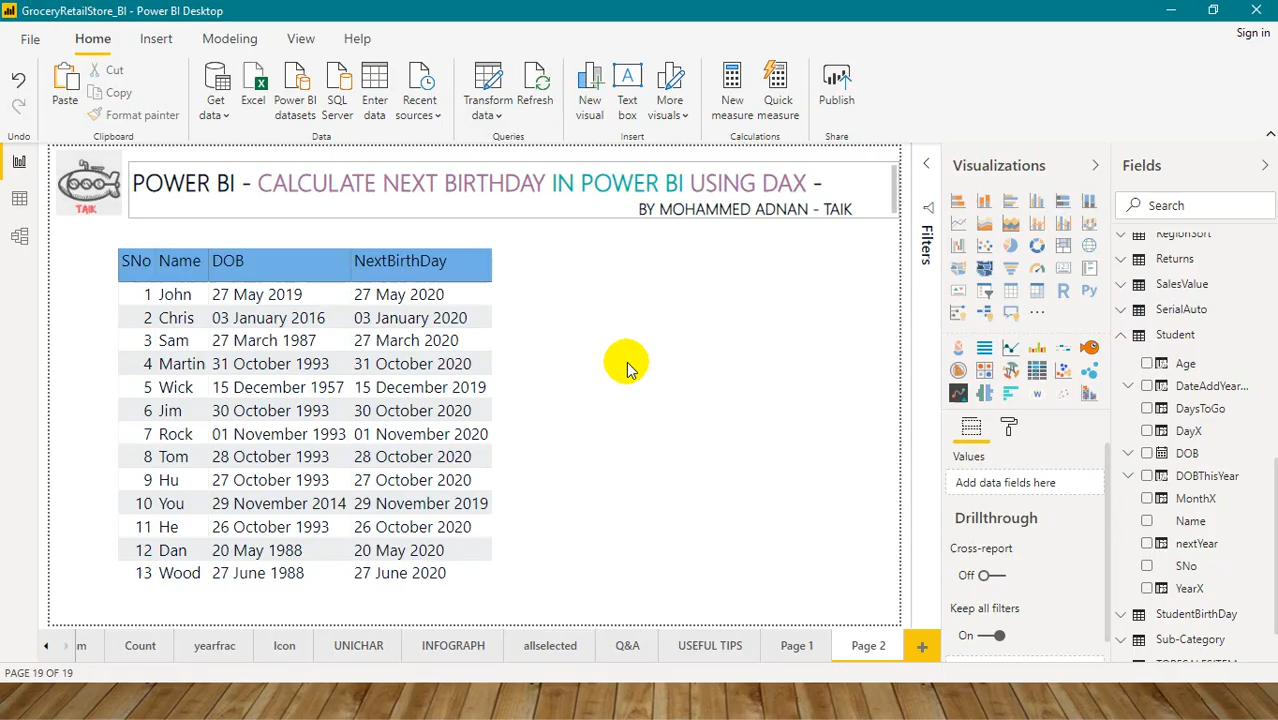 GroceryRetailStore_BI - Power BI Desktop
Sign in
File Home Insert Modeling View Help
Undo
Paste
Cut
Copy
Format painter
Clipboard
Get data
Excel
Power BI datasets
SQL Server
Enter data
Recent sources
Data
Transform data
Refresh
Queries
New visual
Text box
More visuals
Insert
New measure
Quick measure
Calculations
Publish
Share
TAIK
POWER BI - CALCULATE NEXT BIRTHDAY IN POWER BI USING DAX -
BY MOHAMMED ADNAN - TAIK
SNo Name DOB NextBirthDay
1 John 27 May 2019 27 May 2020
2 Chris 03 January 2016 03 January 2020
3 Sam 27 March 1987 27 March 2020
4 Martin 31 October 1993 31 October 2020
5 Wick 15 December 1957 15 December 2019
6 Jim 30 October 1993 30 October 2020
7 Rock 01 November 1993 01 November 2020
8 Tom 28 October 1993 28 October 2020
9 Hu 27 October 1993 27 October 2020
10 You 29 November 2014 29 November 2019
11 He 26 October 1993 26 October 2020
12 Dan 20 May 1988 20 May 2020
13 Wood 27 June 1988 27 June 2020
Filters
Visualizations
R Py
Values
Add data fields here
Drillthrough
Cross-report
Off
Keep all filters
On
Fields
Search
RegionSort
Returns
SalesValue
SerialAuto
Student
Age
DateAddYear...
DaysToGo
DayX
DOB
DOBThisYear
MonthX
Name
nextYear
SNo
YearX
StudentBirthDay
Sub-Category
m Count yearfrac Icon UNICHAR INFOGRAPH allselected Q&A USEFUL TIPS Page 1 Page 2
PAGE 19 OF 19